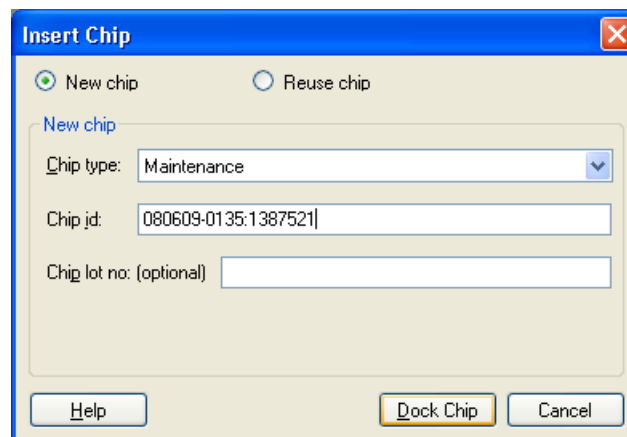 Insert Chip
New chip Reuse chip
New chip
Chip type: Maintenance
Chip id: 080609-0135:1387521
Chip lot no: (optional)
Help Dock Chip Cancel